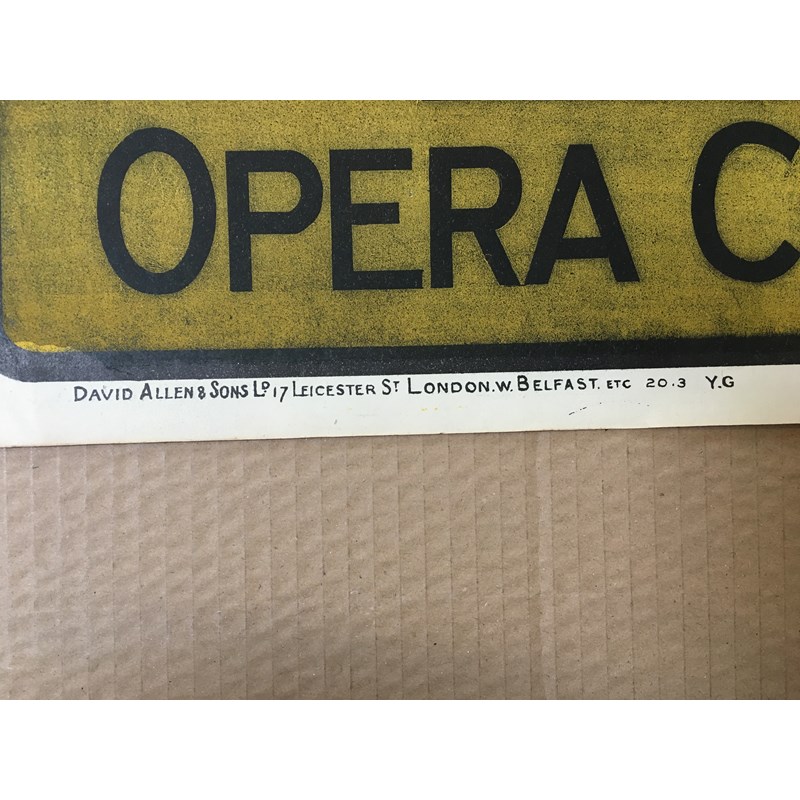 OPERA C
DAVID ALLEN & SONS LD 17 LEICESTER ST LONDON.W. BELFAST. ETC 20.3 Y.G